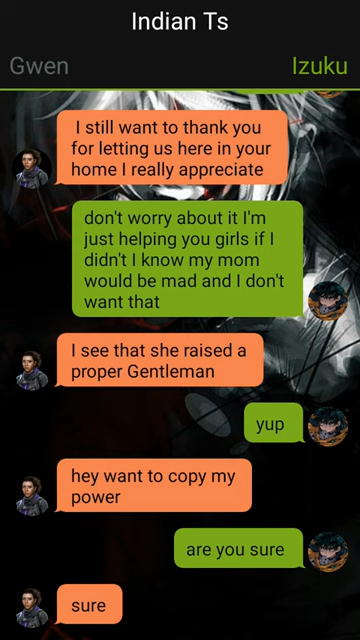 Indian Ts
Gwen
Izuku
I still want to thank you
for letting us here in your
home I really appreciate
don't worry about it I'm
just helping you girls if I
didn't I know my mom
would be mad and I don't
want that
I see that she raised a
proper Gentleman
yup
hey want to copy my
power
are you sure
sure